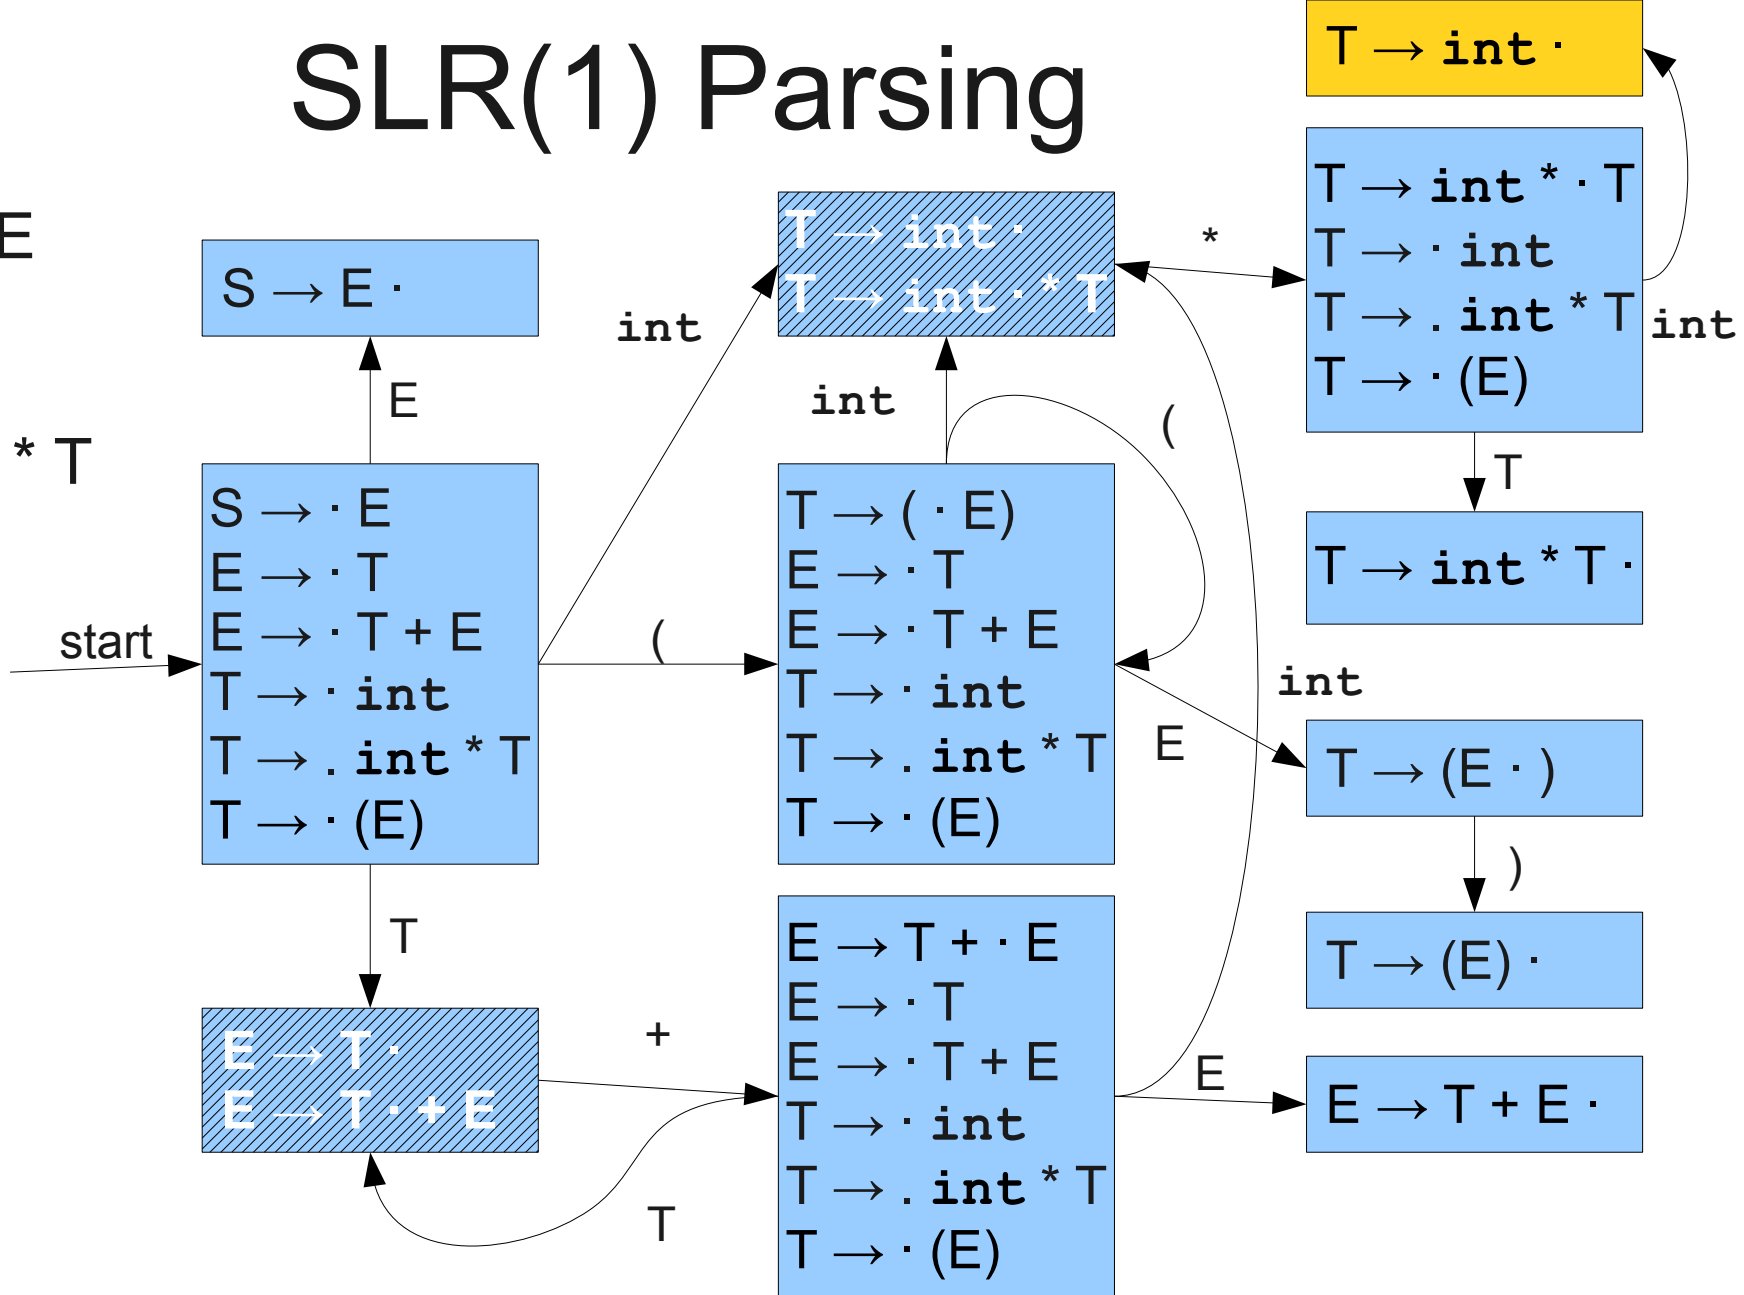 SLR(1) Parsing
E
* T
start
S → E ·
E
S → · E
E → · T
E → · T + E
T → · int
T → . int * T
T → · (E)
T
E → T ·
E → T · + E
+
T
int
(
T → int ·
T → int · * T
int
(
T → ( · E)
E → · T
E → · T + E
T → · int
T → . int * T
T → · (E)
E → T + · E
E → · T
E → · T + E
T → · int
T → . int * T
T → · (E)
*
int
E
E
T → int ·
T → int * · T
T → · int
T → . int * T
T → · (E)
int
T
T → int * T ·
T → (E · )
)
T → (E) ·
E → T + E ·